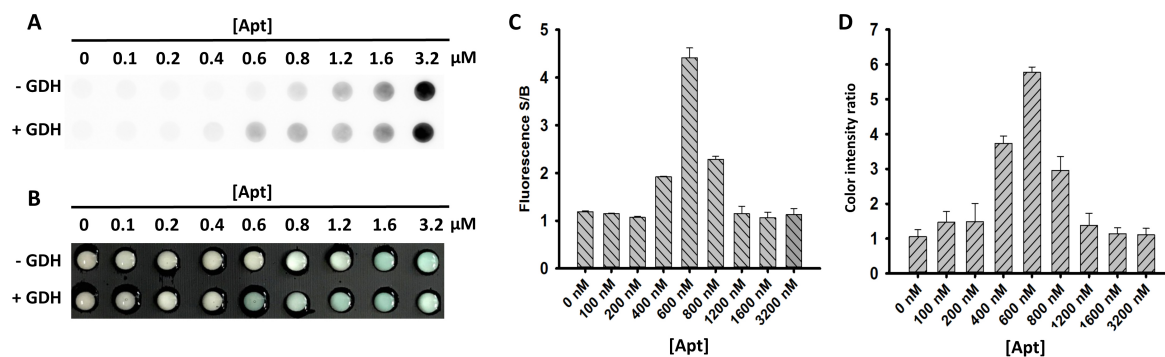 A
[Apt]
0 0.1 0.2 0.4 0.6 0.8 1.2 1.6 3.2 μM
- GDH
+ GDH
B
[Apt]
0 0.1 0.2 0.4 0.6 0.8 1.2 1.6 3.2 μM
- GDH
+ GDH
C
Fluorescence S/B
5
4
3
2
1
0
0 nM 100 nM 200 nM 400 nM 600 nM 800 nM 1200 nM 1600 nM 3200 nM
[Apt]
D
Color intensity ratio
7
6
5
4
3
2
1
0
0 nM 100 nM 200 nM 400 nM 600 nM 800 nM 1200 nM 1600 nM 3200 nM
[Apt]